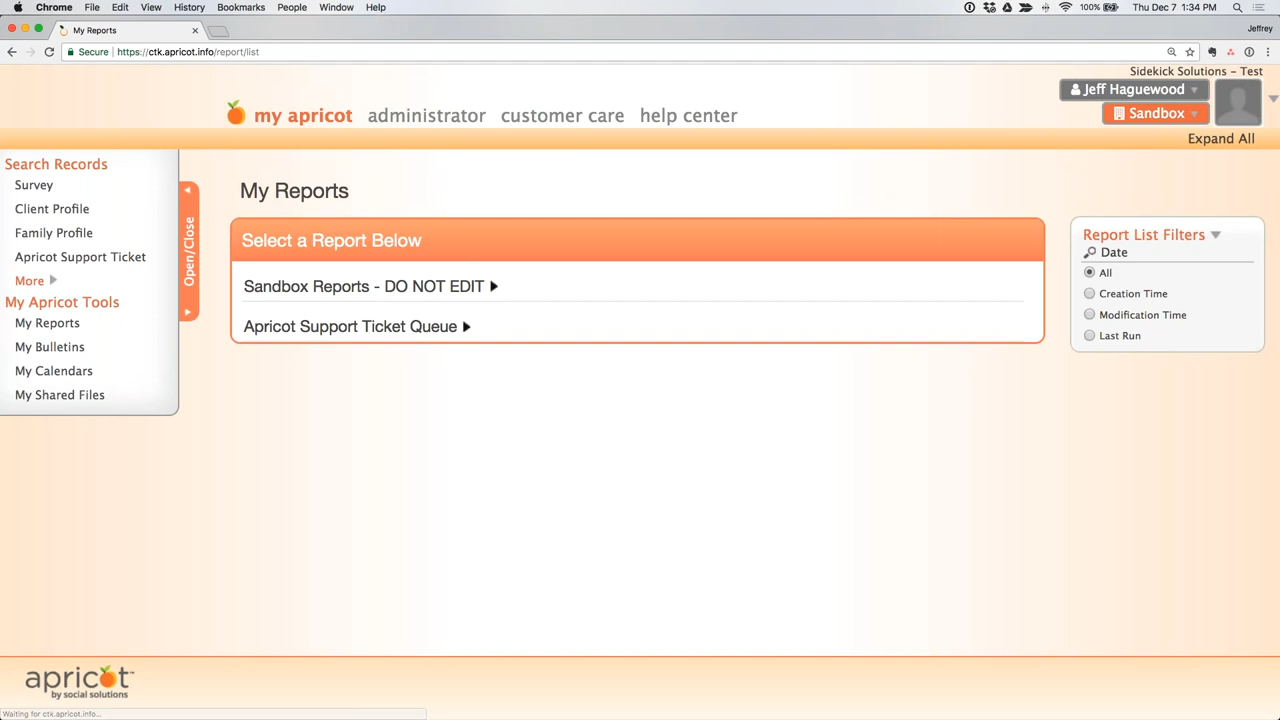 Chrome File Edit View History Bookmarks People Window Help 100% Thu Dec 7 1:34 PM
My Reports Jeffrey
Secure https://ctk.apricot.info/report/list
Sidekick Solutions - Test
Jeff Haguewood
my apricot administrator customer care help center
Sandbox
Expand All
Search Records
Survey
Client Profile
Family Profile
Apricot Support Ticket
More
My Apricot Tools
My Reports
My Bulletins
My Calendars
My Shared Files
Open/Close
My Reports
Select a Report Below
Sandbox Reports - DO NOT EDIT
Apricot Support Ticket Queue
Report List Filters
Date
All
Creation Time
Modification Time
Last Run
apricot™
by social solutions
Waiting for ctk.apricot.info...